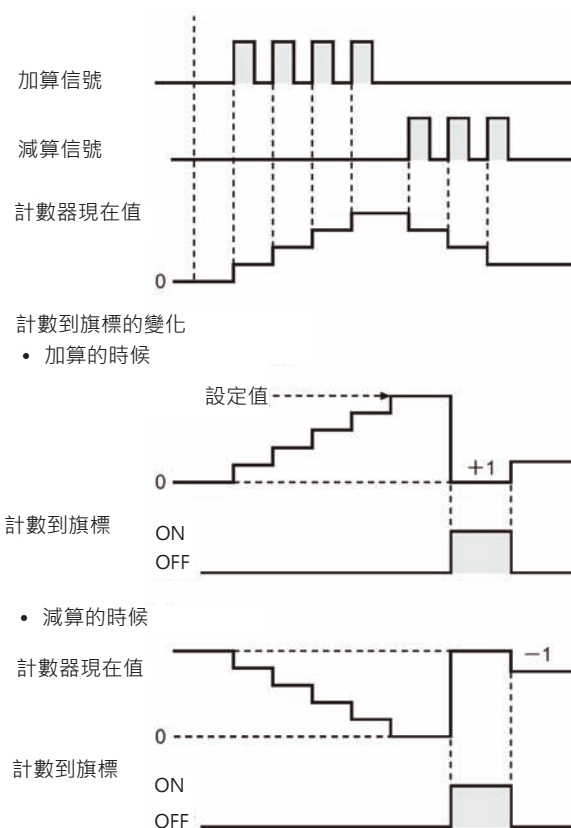 加算信號
減算信號
計數器現在值
0
計數到旗標的變化
• 加算的時候
設定值
0
＋1
計數到旗標
ON
OFF
• 減算的時候
計數器現在值
－1
0
計數到旗標
ON
OFF